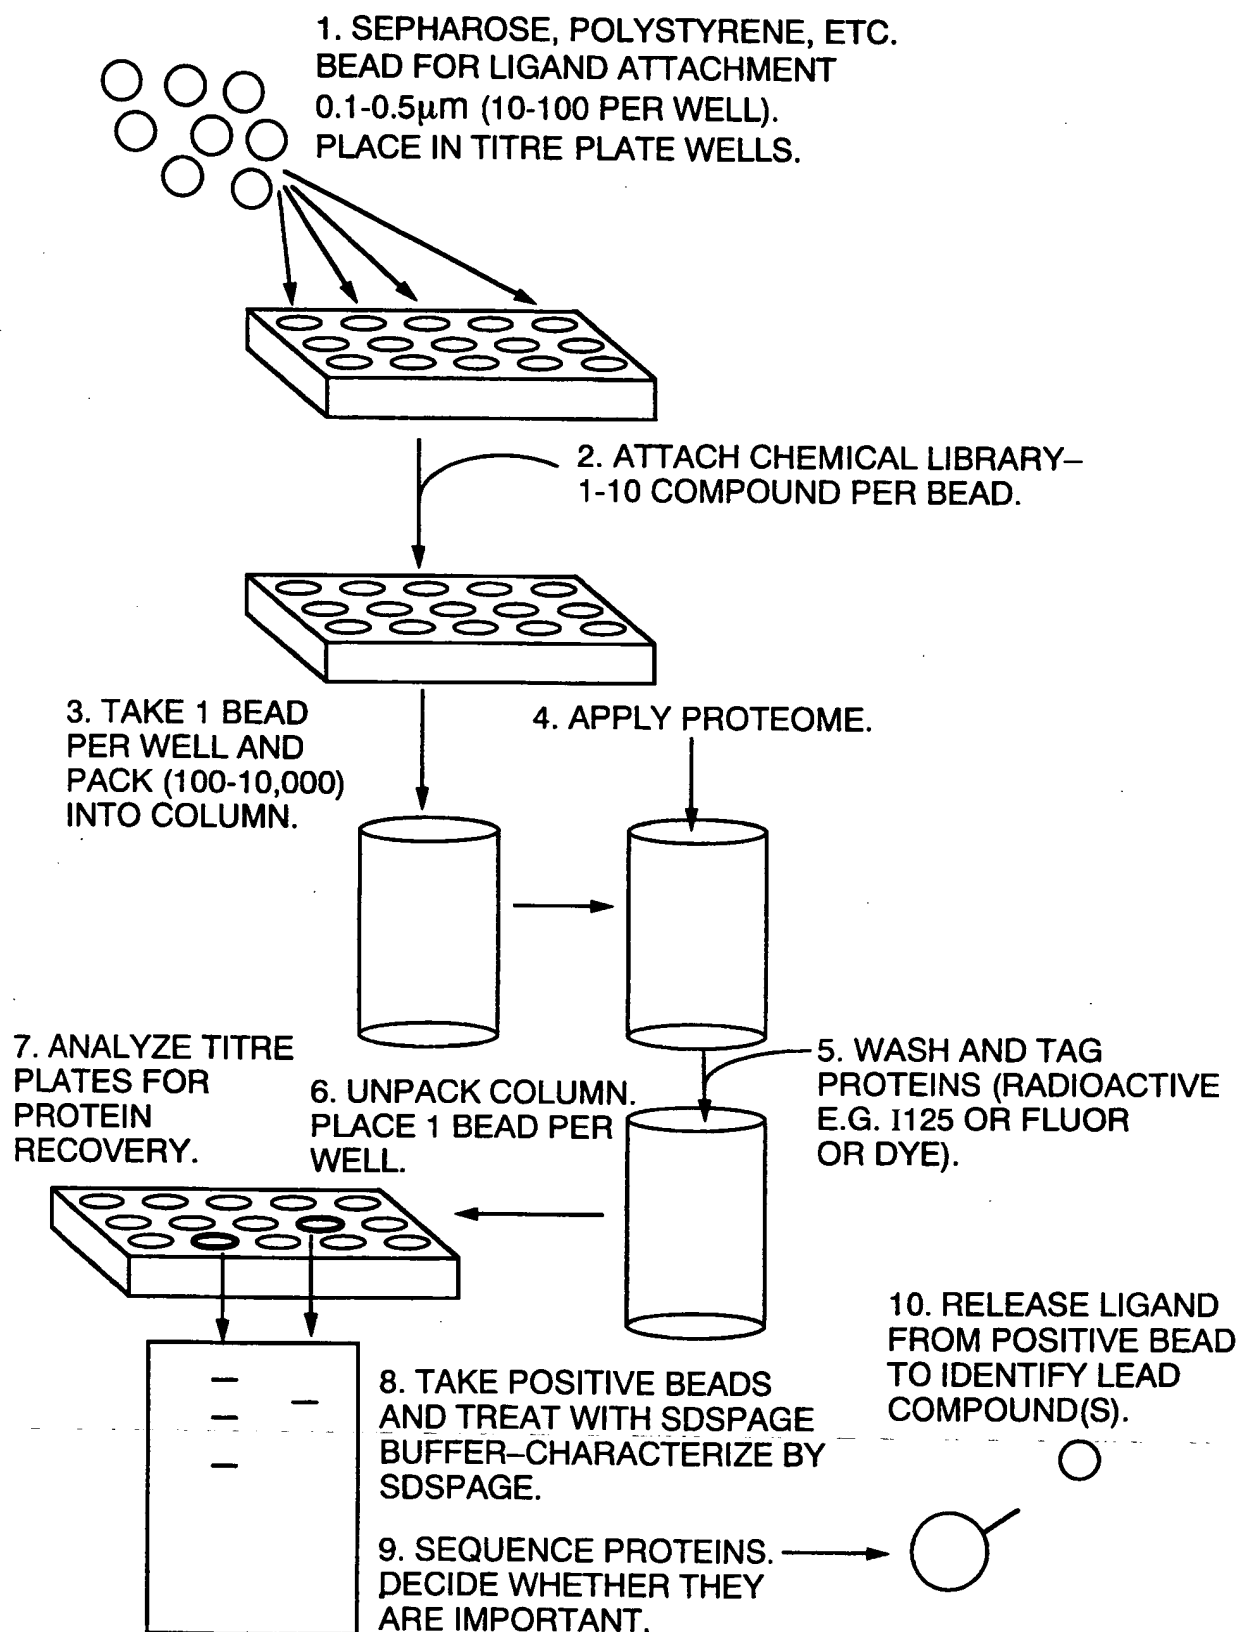 1. SEPHAROSE, POLYSTYRENE, ETC.
BEAD FOR LIGAND ATTACHMENT
0.1-0.5μm (10-100 PER WELL).
PLACE IN TITRE PLATE WELLS.
2. ATTACH CHEMICAL LIBRARY–
1-10 COMPOUND PER BEAD.
3. TAKE 1 BEAD
PER WELL AND
PACK (100-10,000)
INTO COLUMN.
4. APPLY PROTEOME.
5. WASH AND TAG
PROTEINS (RADIOACTIVE
E.G. I125 OR FLUOR
OR DYE).
6. UNPACK COLUMN.
PLACE 1 BEAD PER
WELL.
7. ANALYZE TITRE
PLATES FOR
PROTEIN
RECOVERY.
8. TAKE POSITIVE BEADS
AND TREAT WITH SDSPAGE
BUFFER–CHARACTERIZE BY
SDSPAGE.
9. SEQUENCE PROTEINS.
DECIDE WHETHER THEY
ARE IMPORTANT.
10. RELEASE LIGAND
FROM POSITIVE BEAD
TO IDENTIFY LEAD
COMPOUND(S).